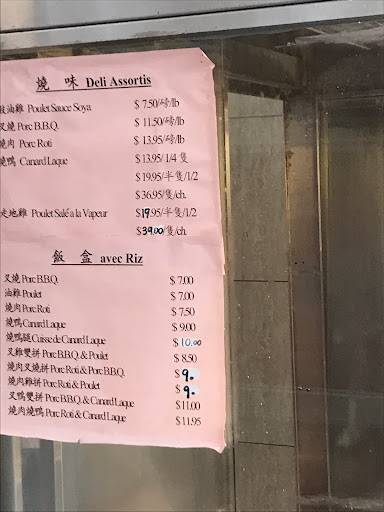 燒 味 Deli Assortis
豉油雞 Poulet Sauce Soya $ 7.50/磅/lb
叉燒 Porc B.B.Q. $ 11.50/磅/lb
燒肉 Porc Roti $ 13.95/磅/lb
燒鴨 Canard Laque $13.95/1/4 隻
$19.95/半隻/1/2
$36.95/隻/ch.
走地雞 Poulet Salé a la Vapeur $19.95/半隻/1/2
$39.00/隻/ch.
飯 盒 avec Riz
叉燒 Porc B.B.Q. $ 7.00
油雞 Poulet $ 7.00
燒肉 Porc Roti $ 7.50
燒鴨 Canard Laque $ 9.00
燒鴨髀 Cuisse de Canard Laque $ 10.00
叉雞雙拼 Porc B.B.Q. & Poulet $ 8.50
燒肉叉燒拼 Porc Roti & Porc B.B.Q. $ 9.
燒肉雞拼 Porc Roti & Poulet $ 9.
叉鴨雙拼 Porc B.B.Q. & Canard Laque $11.00
燒肉燒鴨 Porc Roti & Canard Laque $11.95